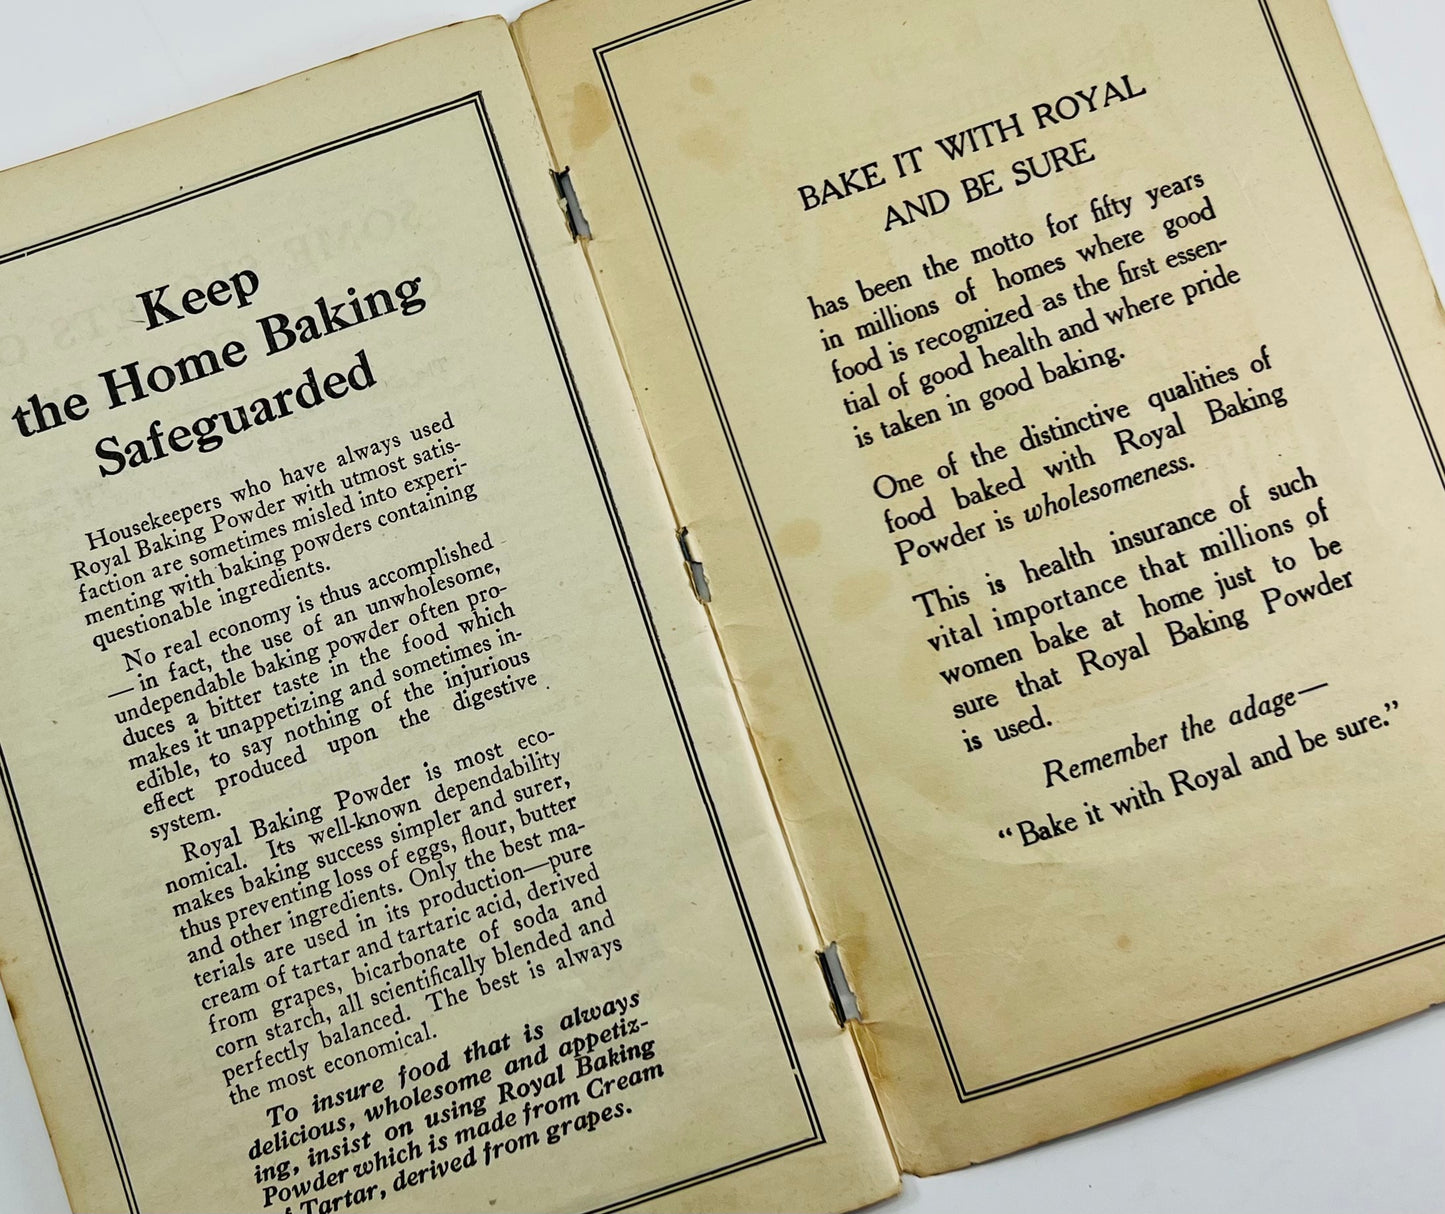 Keep
the Home Baking
Safeguarded
Housekeepers who have always used
Royal Baking Powder with utmost satis-
faction are sometimes misled into experi-
menting with baking powders containing
questionable ingredients.
No real economy is thus accomplished
— in fact, the use of an unwholesome,
undependable baking powder often pro-
duces a bitter taste in the food which
makes it unappetizing and sometimes in-
edible, to say nothing of the injurious
effect produced upon the digestive
system.
Royal Baking Powder is most eco-
nomical. Its well-known dependability
makes baking success simpler and surer,
thus preventing loss of eggs, flour, butter
and other ingredients. Only the best ma-
terials are used in its production—pure
cream of tartar and tartaric acid, derived
from grapes, bicarbonate of soda and
corn starch, all scientifically blended and
perfectly balanced. The best is always
the most economical.
To insure food that is always
delicious, wholesome and appetiz-
ing, insist on using Royal Baking
Powder which is made from Cream
of Tartar, derived from grapes.
BAKE IT WITH ROYAL
AND BE SURE
has been the motto for fifty years
in millions of homes where good
food is recognized as the first essen-
tial of good health and where pride
is taken in good baking.
One of the distinctive qualities of
food baked with Royal Baking
Powder is wholesomeness.
This is health insurance of such
vital importance that millions of
women bake at home just to be
sure that Royal Baking Powder
is used.
Remember the adage—
“Bake it with Royal and be sure.”